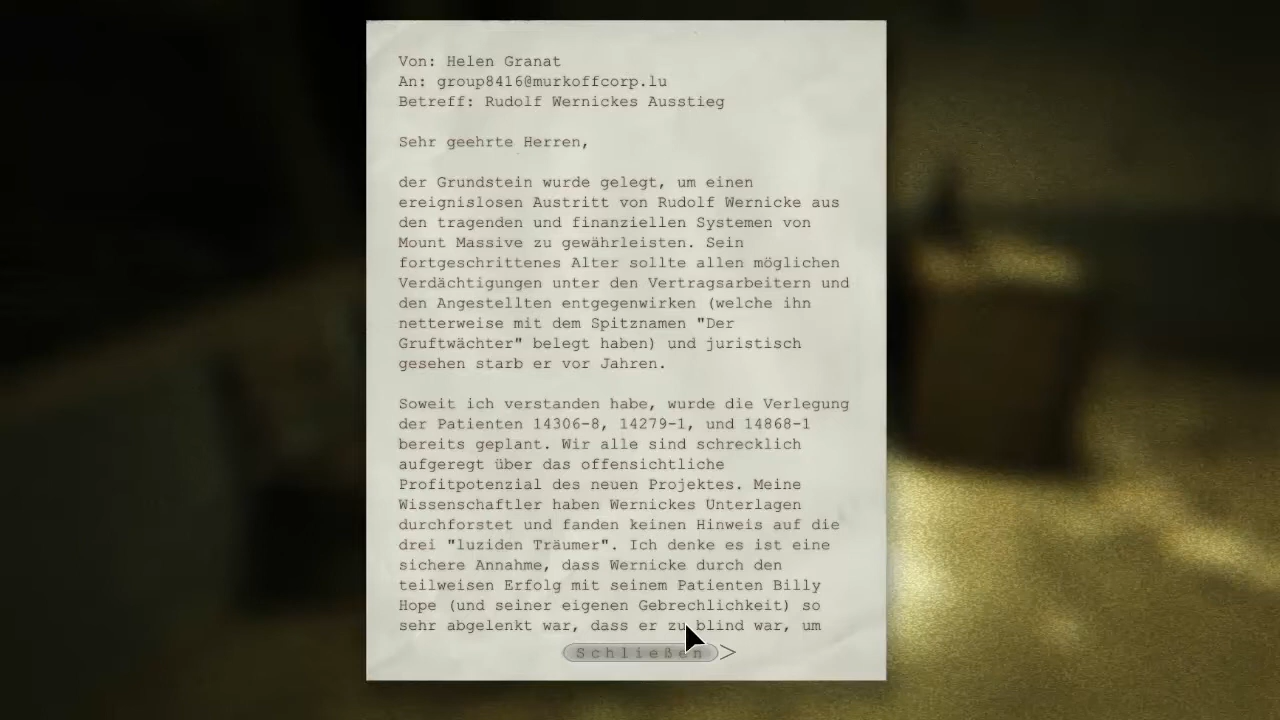 Von: Helen Granat
An: group8416@murkoffcorp.lu
Betreff: Rudolf Wernickes Ausstieg
Sehr geehrte Herren,
der Grundstein wurde gelegt, um einen
ereignislosen Austritt von Rudolf Wernicke aus
den tragenden und finanziellen Systemen von
Mount Massive zu gewährleisten. Sein
fortgeschrittenes Alter sollte allen möglichen
Verdächtigungen unter den Vertragsarbeitern und
den Angestellten entgegenwirken (welche ihn
netterweise mit dem Spitznamen "Der
Gruftwächter" belegt haben) und juristisch
gesehen starb er vor Jahren.
Soweit ich verstanden habe, wurde die Verlegung
der Patienten 14306-8, 14279-1, und 14868-1
bereits geplant. Wir alle sind schrecklich
aufgeregt über das offensichtliche
Profitpotenzial des neuen Projektes. Meine
Wissenschaftler haben Wernickes Unterlagen
durchforstet und fanden keinen Hinweis auf die
drei "luziden Träumer". Ich denke es ist eine
sichere Annahme, dass Wernicke durch den
teilweisen Erfolg mit seinem Patienten Billy
Hope (und seiner eigenen Gebrechlichkeit) so
sehr abgelenkt war, dass er zu blind war, um
Schließen >